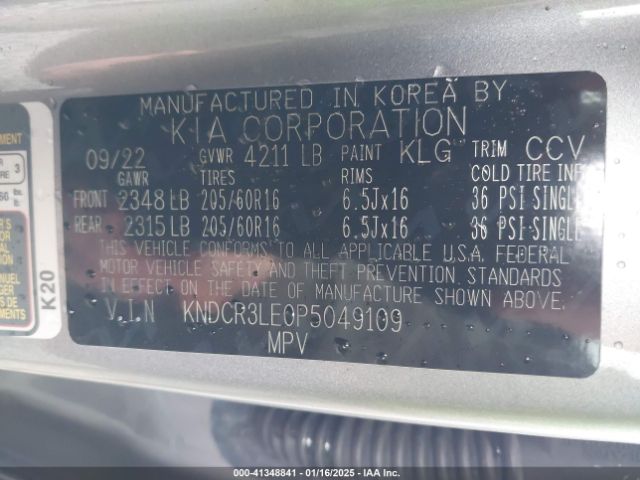 MANUFACTURED IN KOREA BY
KIA CORPORATION
09/22 GVWR 4211 LB PAINT KLG TRIM CCV
GAWR TIRES RIMS COLD TIRE INF
FRONT 2348 LB 205/60R16 6.5Jx16 36 PSI SINGLE
REAR 2315 LB 205/60R16 6.5Jx16 36 PSI SINGLE
THIS VEHICLE CONFORMS TO ALL APPLICABLE U.S.A. FEDERAL
MOTOR VEHICLE SAFETY AND THEFT PREVENTION STANDARDS
IN EFFECT ON THE DATE OF MANUFACTURE SHOWN ABOVE.
V.I.N KNDCR3LE0P5049109
MPV
K20
000-41348841 - /01/16/2025 - IAA Inc.